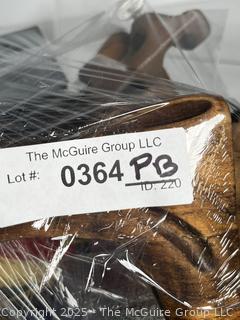 The McGuire Group LLC
Lot #: 0364 PB
ID: 220
Copyright 2025 - The McGuire Group LLC